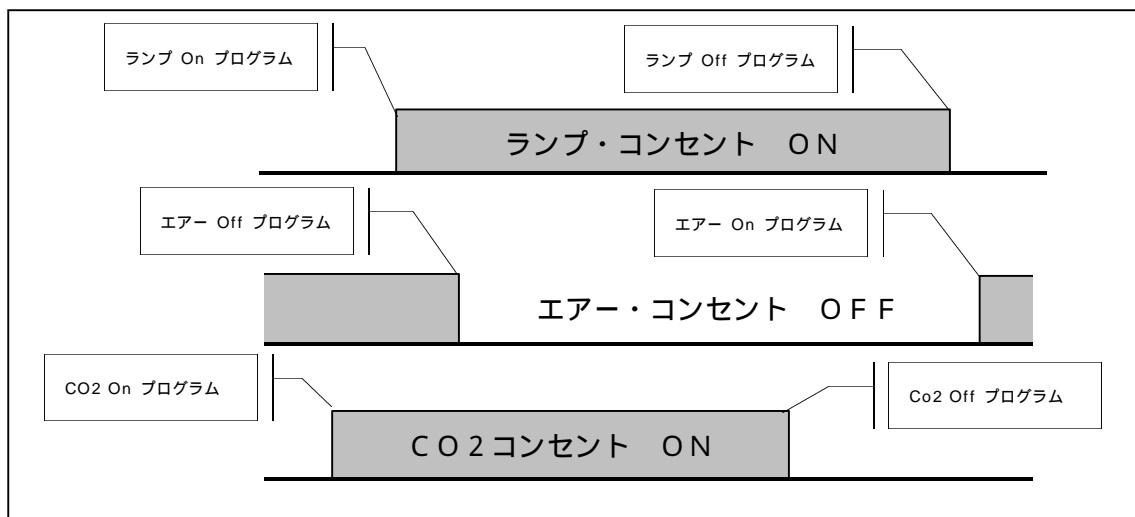 ランプ On プログラム
ランプ Off プログラム
ランプ・コンセント ON
エアー Off プログラム
エアー On プログラム
エアー・コンセント OFF
CO2 On プログラム
Co2 Off プログラム
CO2コンセント ON